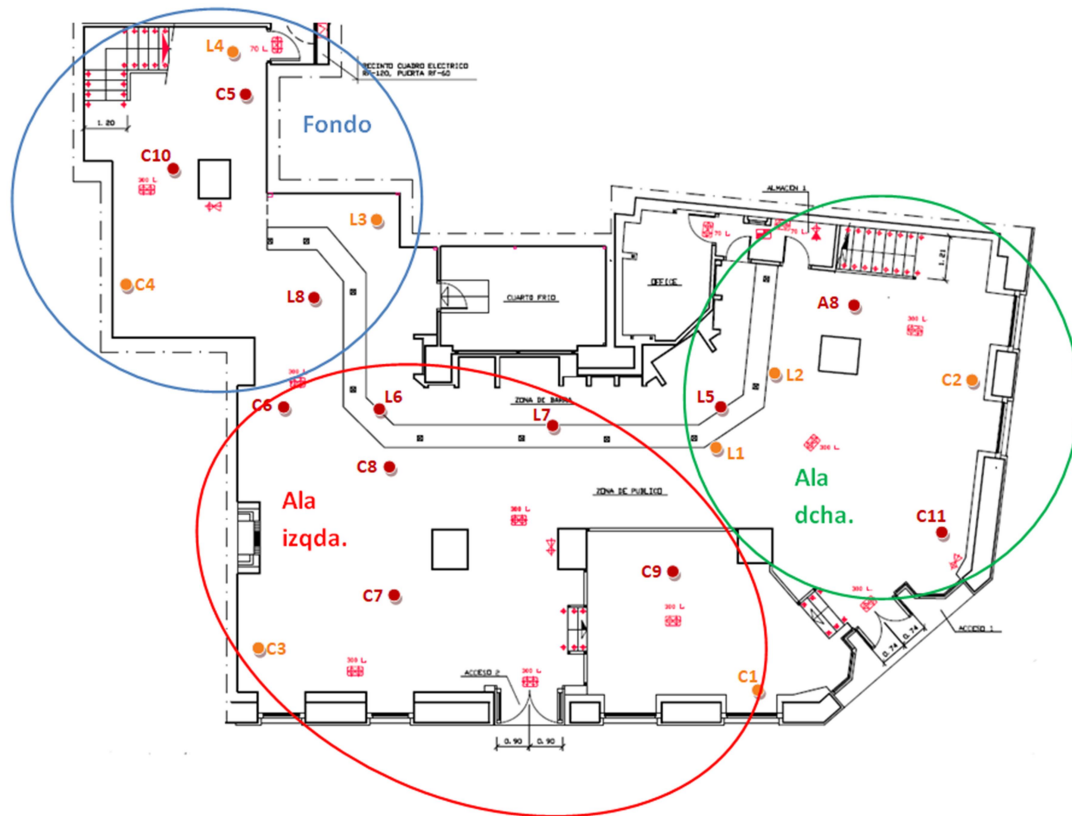 L4
70 L.
RECINTO CUADRO ELECTRICO
RF-120, PUERTA RF-60
C5
1.20
Fondo
C10
300 L.
L3
ALMACEN 1
70 L.
70 L.
1.21
C4
L8
CUARTO FRIO
OFFICE
A8
300 L.
L2
C2
300 L.
C6
L6
ZONA DE BARRA
L7
L5
L1
300 L.
C8
Ala
izqda.
ZONA DE PUBLICO
Ala
dcha.
300 L.
C11
C9
C7
300 L.
ACCESO 1
0.74
0.74
C3
300 L.
ACCESO 2
300 L.
C1
0.90
0.90